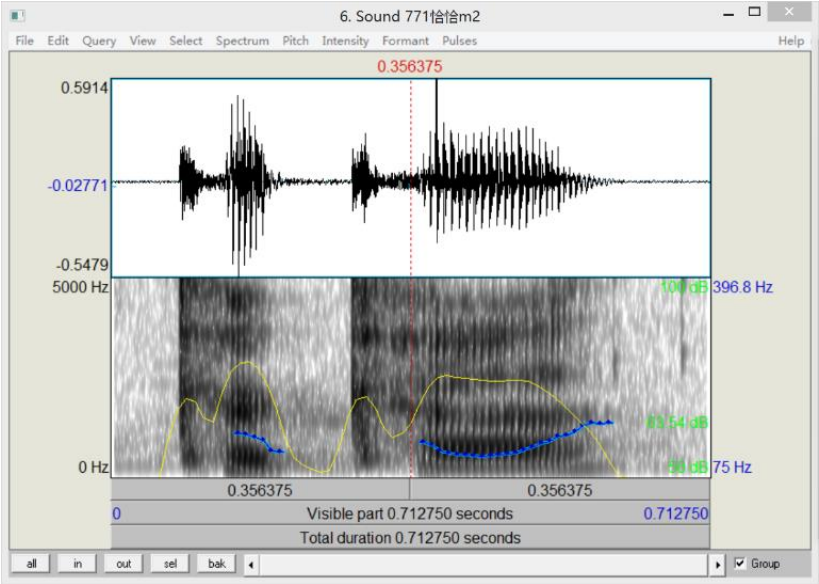 6. Sound 771恰恰m2
File Edit Query View Select Spectrum Pitch Intensity Formant Pulses Help
0.356375
0.5914
-0.02771
-0.5479
5000 Hz 100 dB 396.8 Hz
63.54 dB
0 Hz 50 dB 75 Hz
0.356375 0.356375
0 Visible part 0.712750 seconds 0.712750
Total duration 0.712750 seconds
all in out sel bak Group